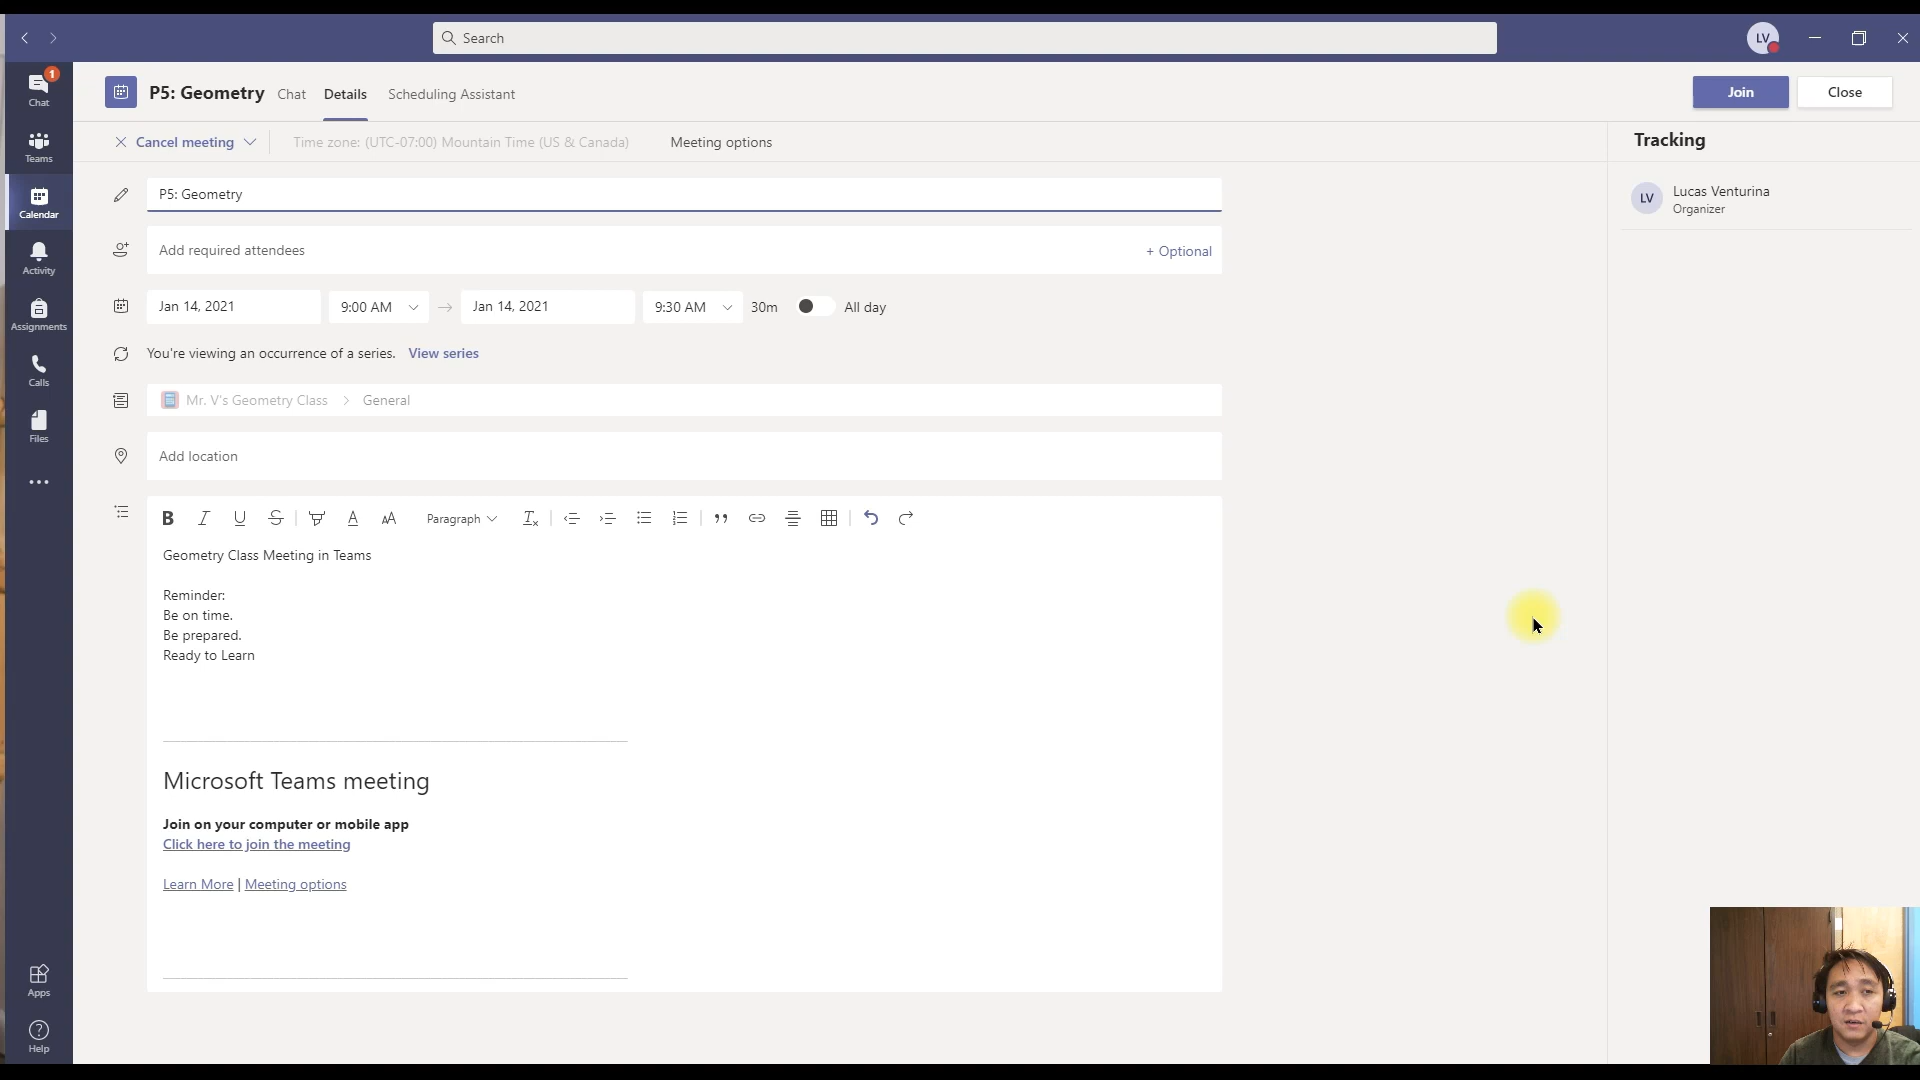 Search
LV
1
Chat
Teams
Calendar
Activity
Assignments
Calls
Files
Apps
Help
P5: Geometry
Chat
Details
Scheduling Assistant
Join
Close
Cancel meeting
Time zone: (UTC-07:00) Mountain Time (US & Canada)
Meeting options
Tracking
LV
Lucas Venturina
Organizer
P5: Geometry
Add required attendees
+ Optional
Jan 14, 2021
9:00 AM
Jan 14, 2021
9:30 AM
30m
All day
You're viewing an occurrence of a series. View series
Mr. V's Geometry Class > General
Add location
B I U S A AA Paragraph
Geometry Class Meeting in Teams
Reminder:
Be on time.
Be prepared.
Ready to Learn
Microsoft Teams meeting
Join on your computer or mobile app
Click here to join the meeting
Learn More | Meeting options